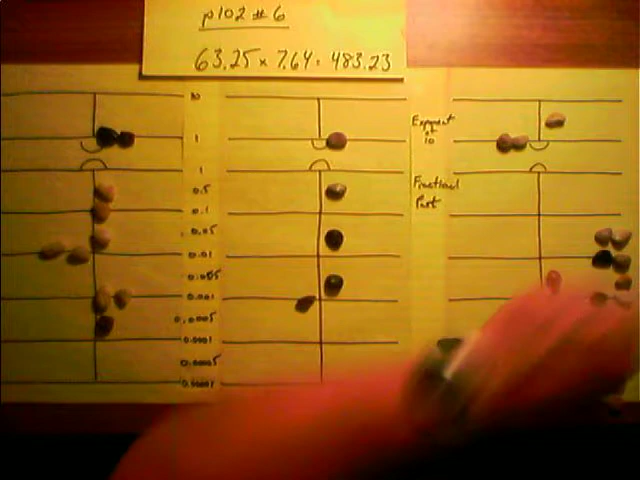 p102 # 6
63.25 × 7.64 = 483.23
10
1
1
0.5
0.1
0.05
0.01
0.005
0.001
0.0005
0.0001
0.00005
0.00001
Exponent
of
10
Fractional
Part